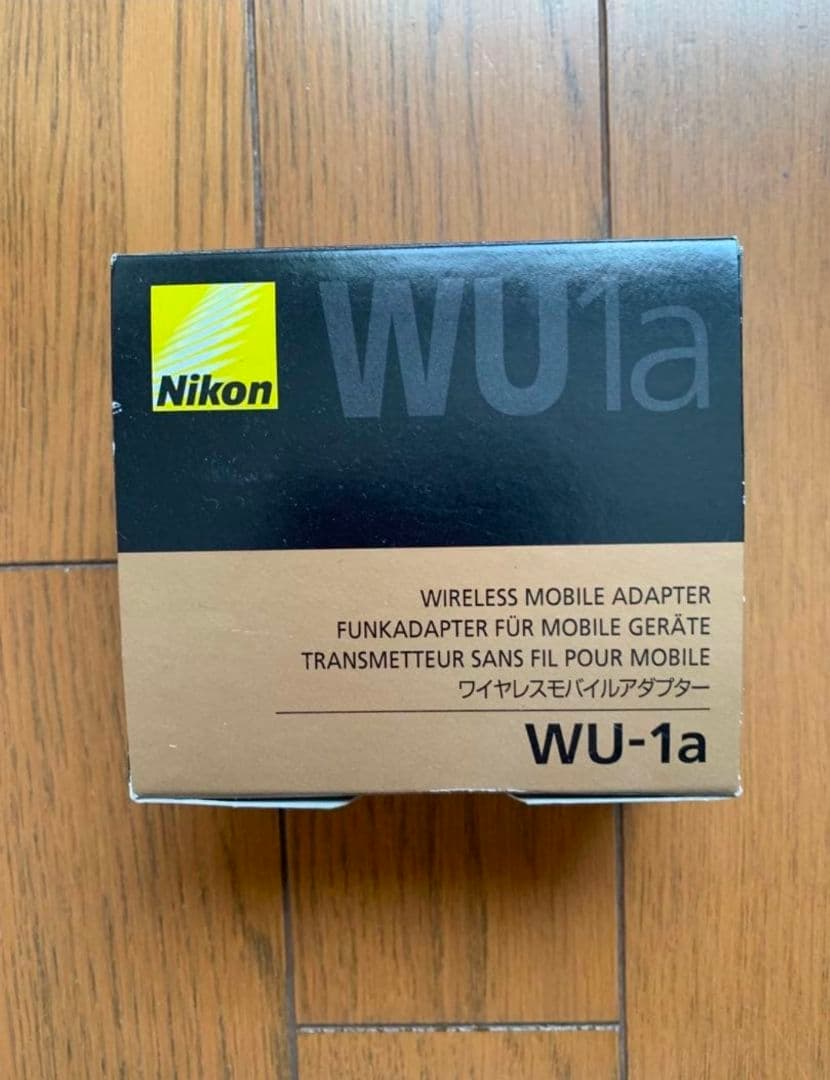 WU1a
Nikon
WIRELESS MOBILE ADAPTER
FUNKADAPTER FÜR MOBILE GERÄTE
TRANSMETTEUR SANS FIL POUR MOBILE
ワイヤレスモバイルアダプター
WU-1a